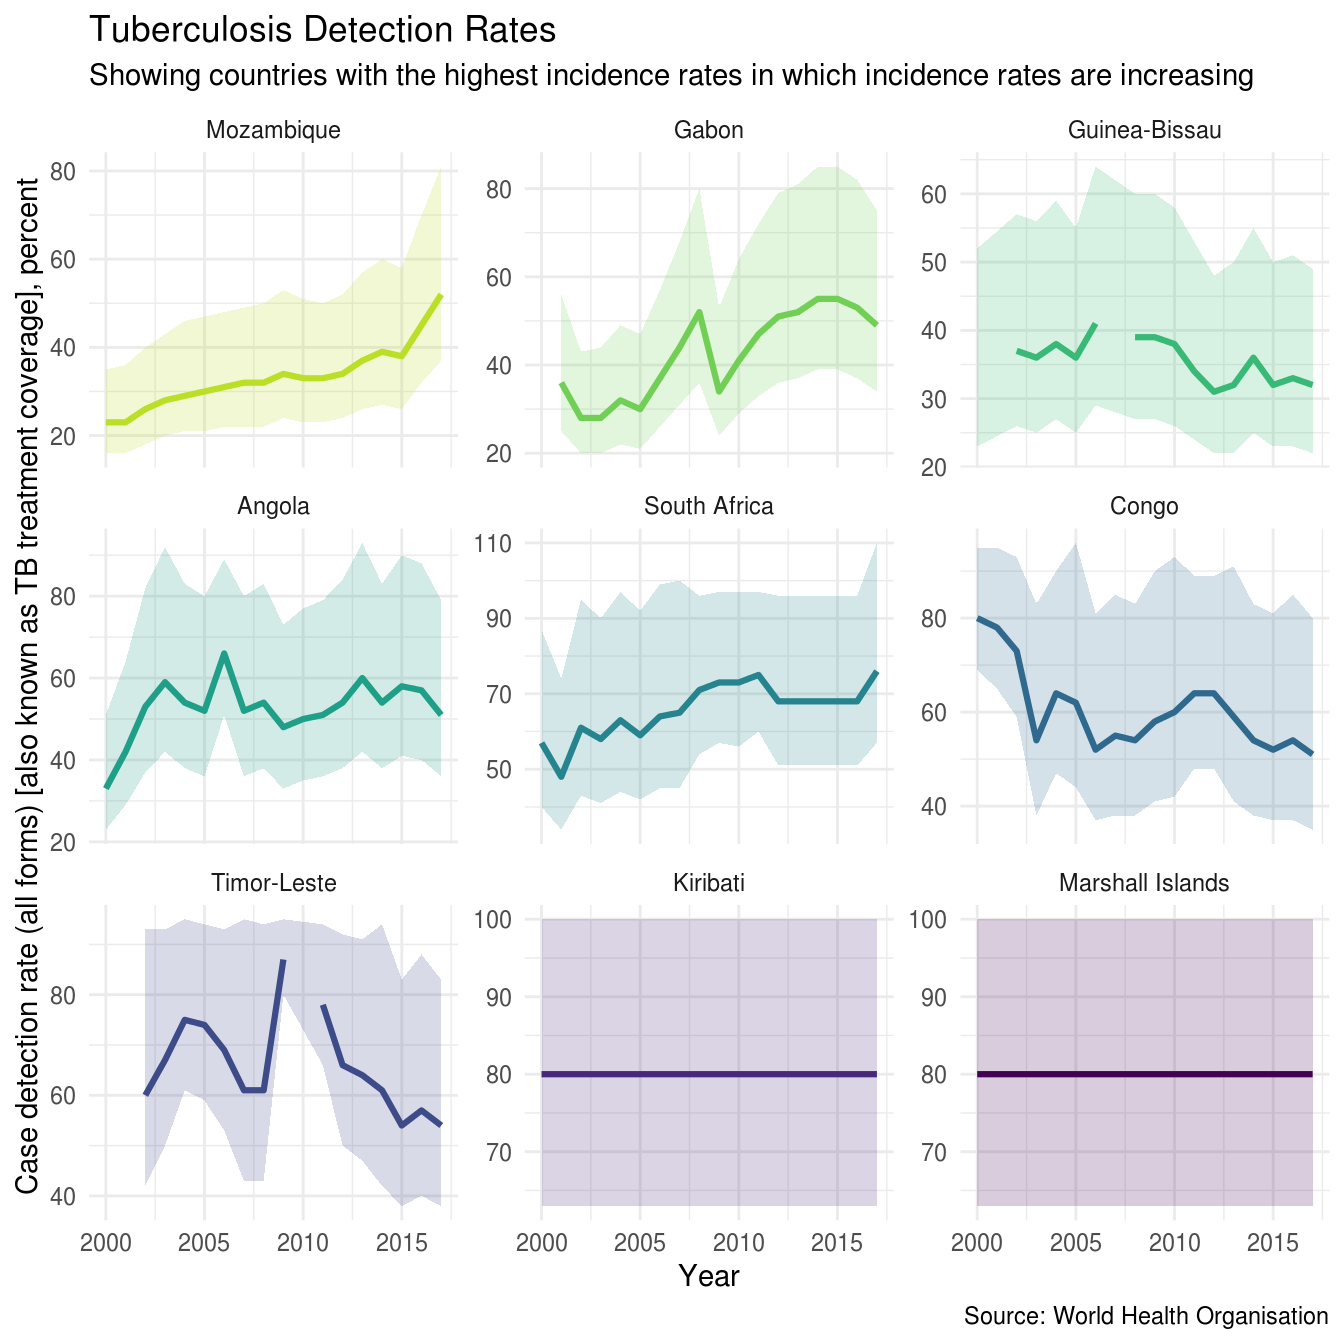 Tuberculosis Detection Rates
Showing countries with the highest incidence rates in which incidence rates are increasing
Case detection rate (all forms) [also known as TB treatment coverage], percent
Mozambique
80
60
40
20
Gabon
80
60
40
20
Guinea-Bissau
60
50
40
30
20
Angola
80
60
40
20
South Africa
110
90
70
50
Congo
80
60
40
Timor-Leste
80
60
40
2000 2005 2010 2015
Kiribati
100
90
80
70
2000 2005 2010 2015
Marshall Islands
100
90
80
70
2000 2005 2010 2015
Year
Source: World Health Organisation